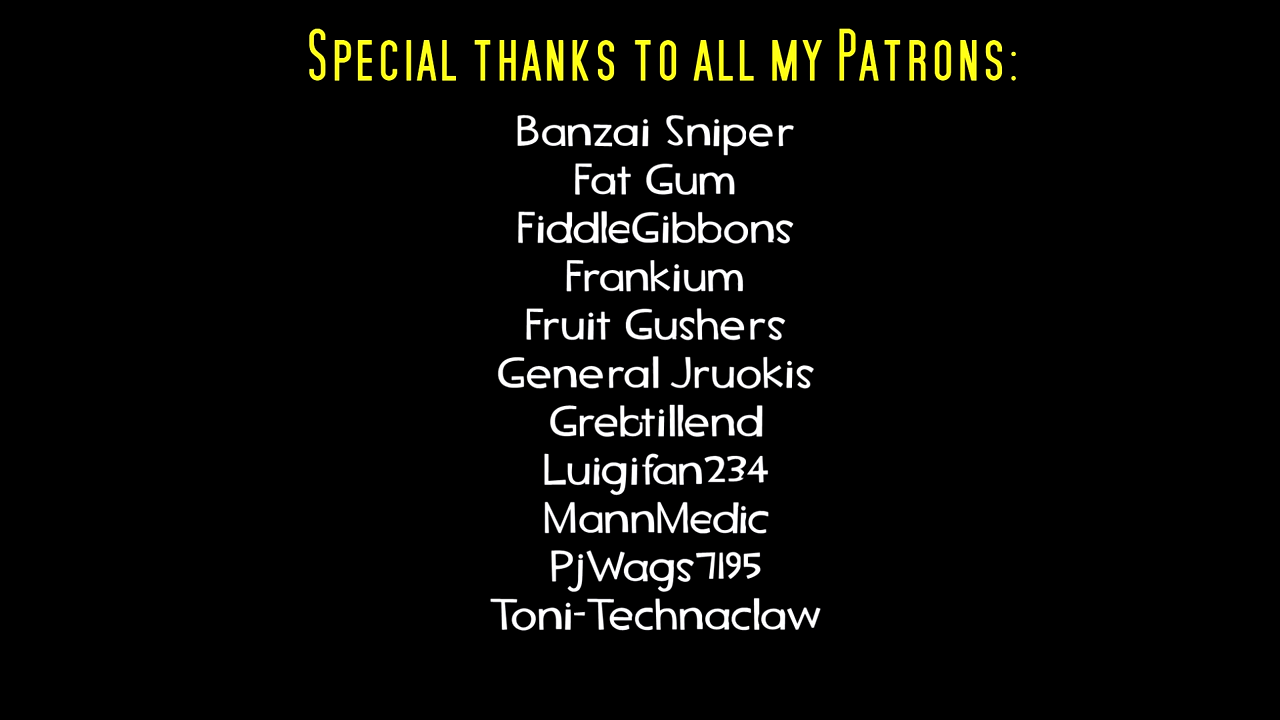 Special thanks to all my Patrons:
Banzai Sniper
Fat Gum
FiddleGibbons
Frankium
Fruit Gushers
General Jruokis
Grebtillend
Luigifan234
MannMedic
PjWags7195
Toni-Technaclaw